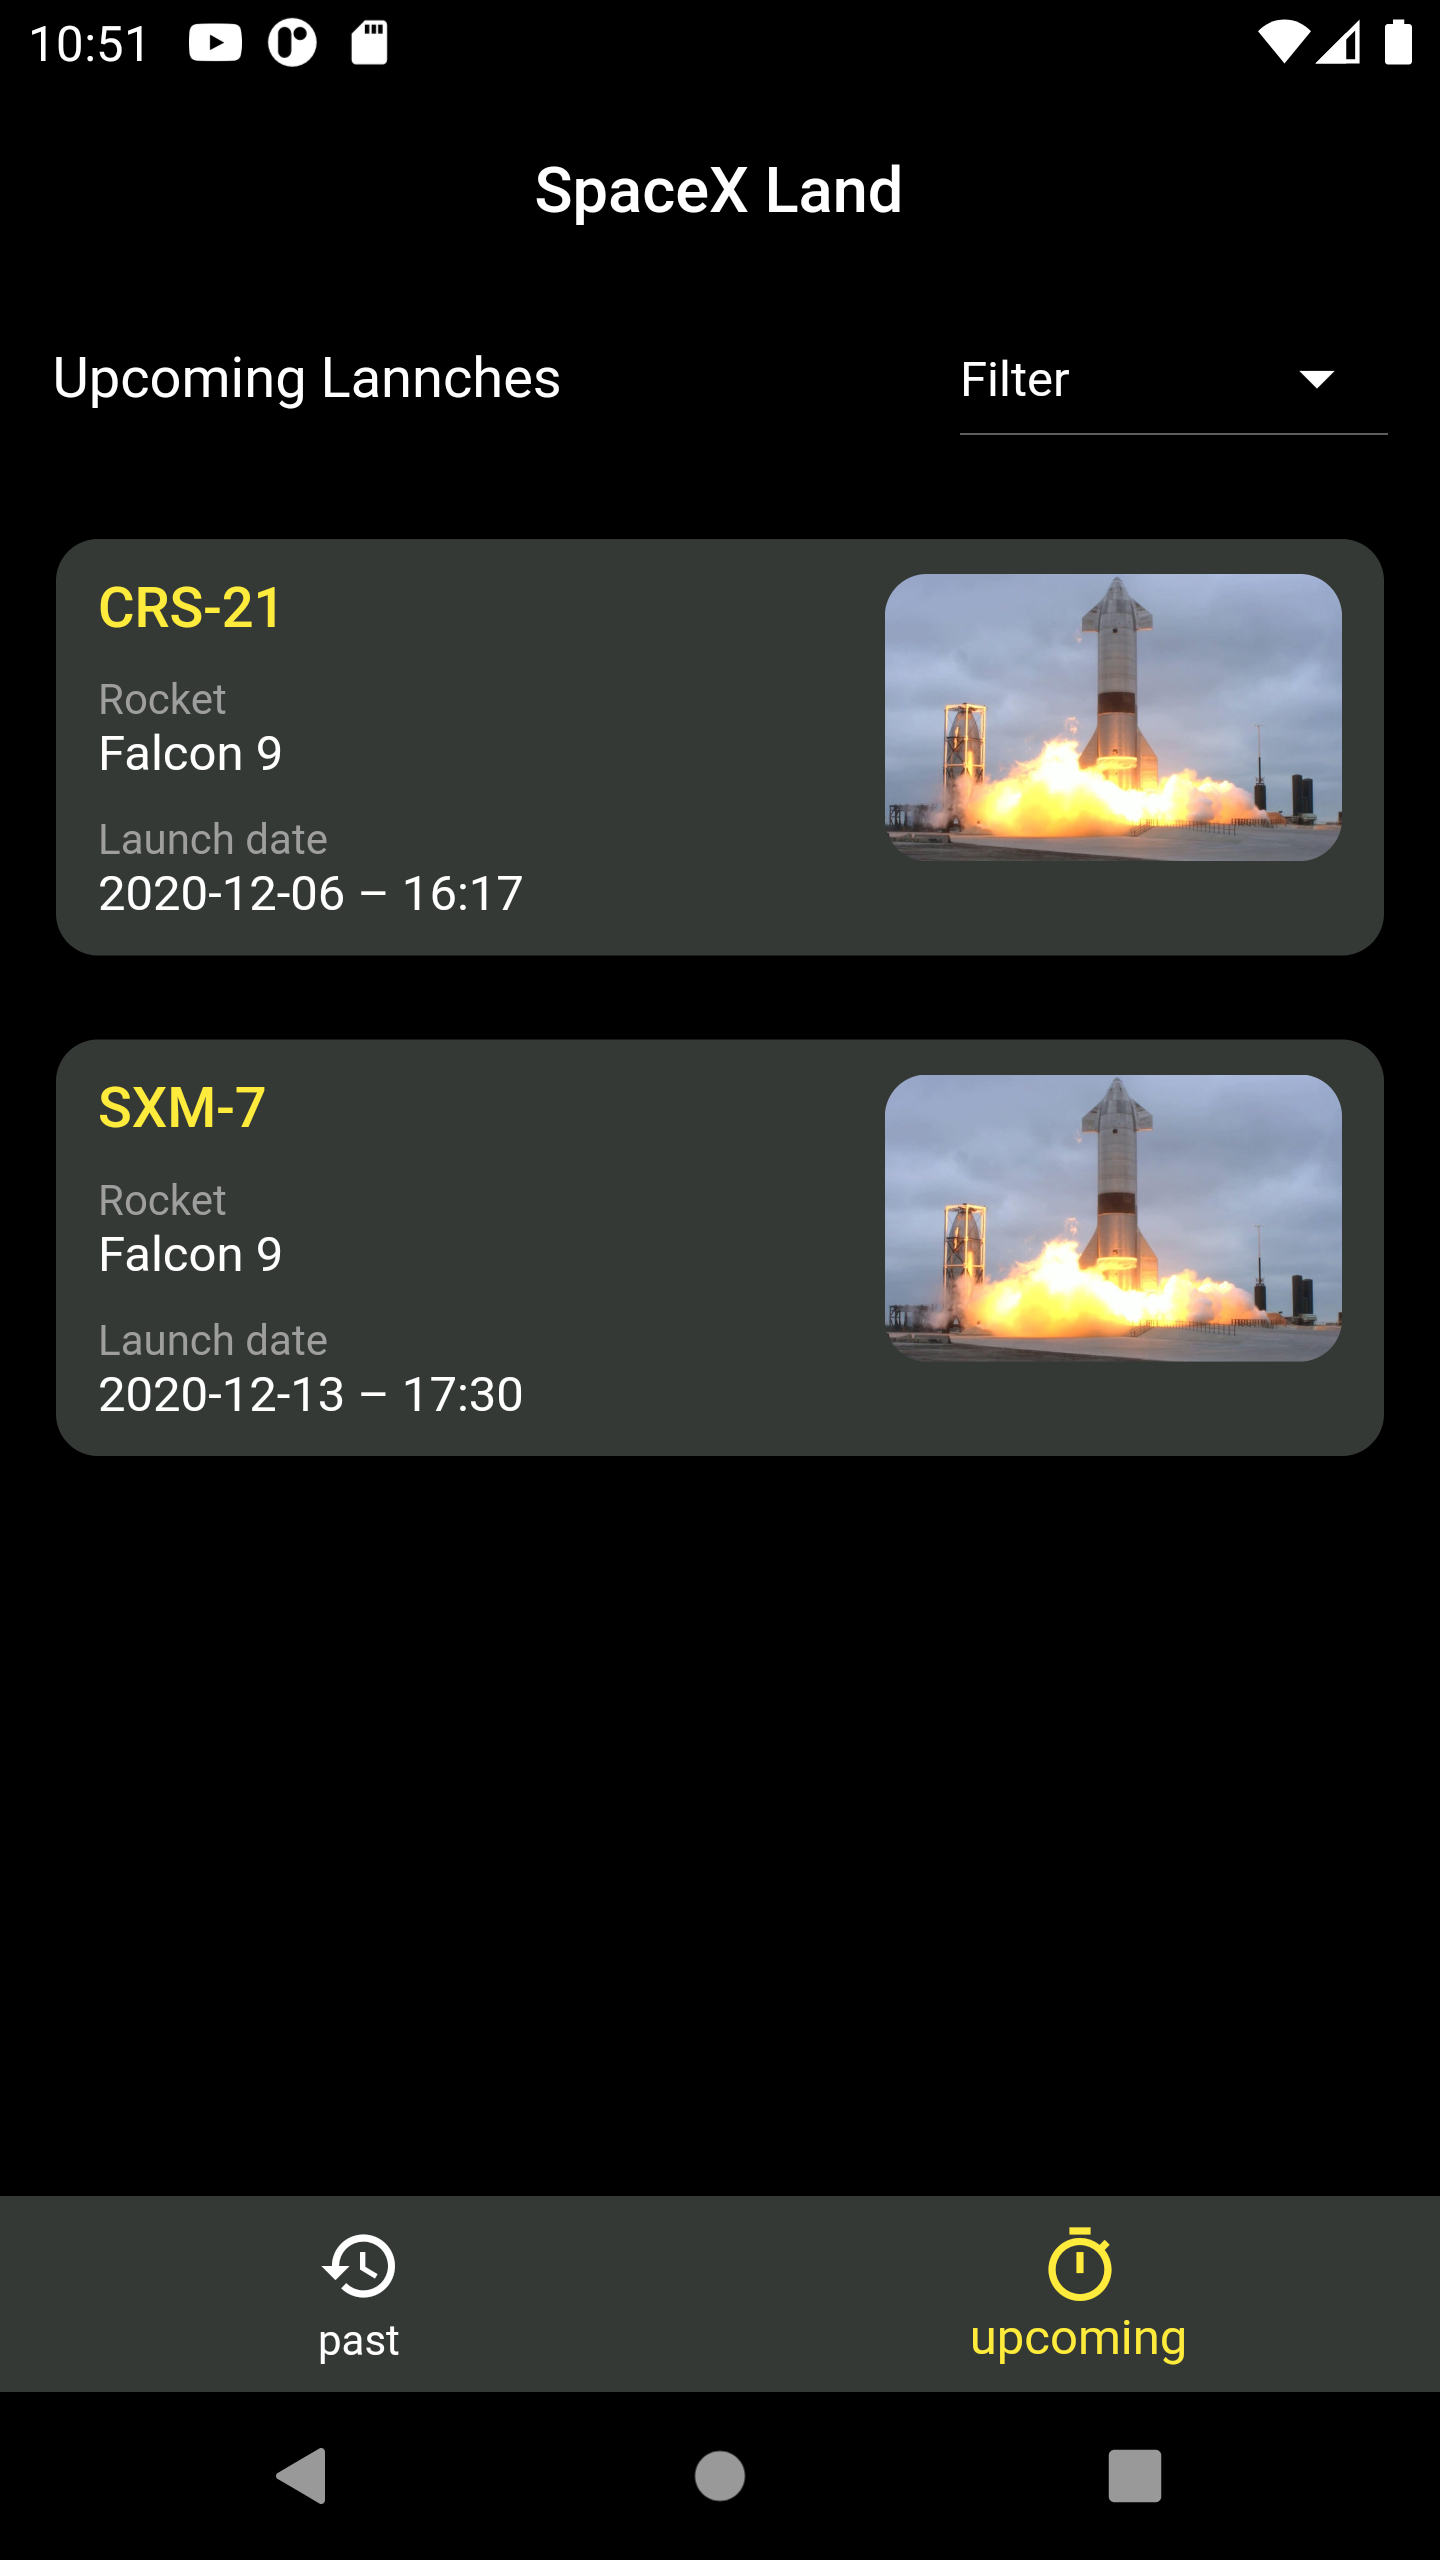 10:51
SpaceX Land
Upcoming Lannches
Filter
CRS-21
Rocket
Falcon 9
Launch date
2020-12-06 – 16:17
SXM-7
Rocket
Falcon 9
Launch date
2020-12-13 – 17:30
past
upcoming